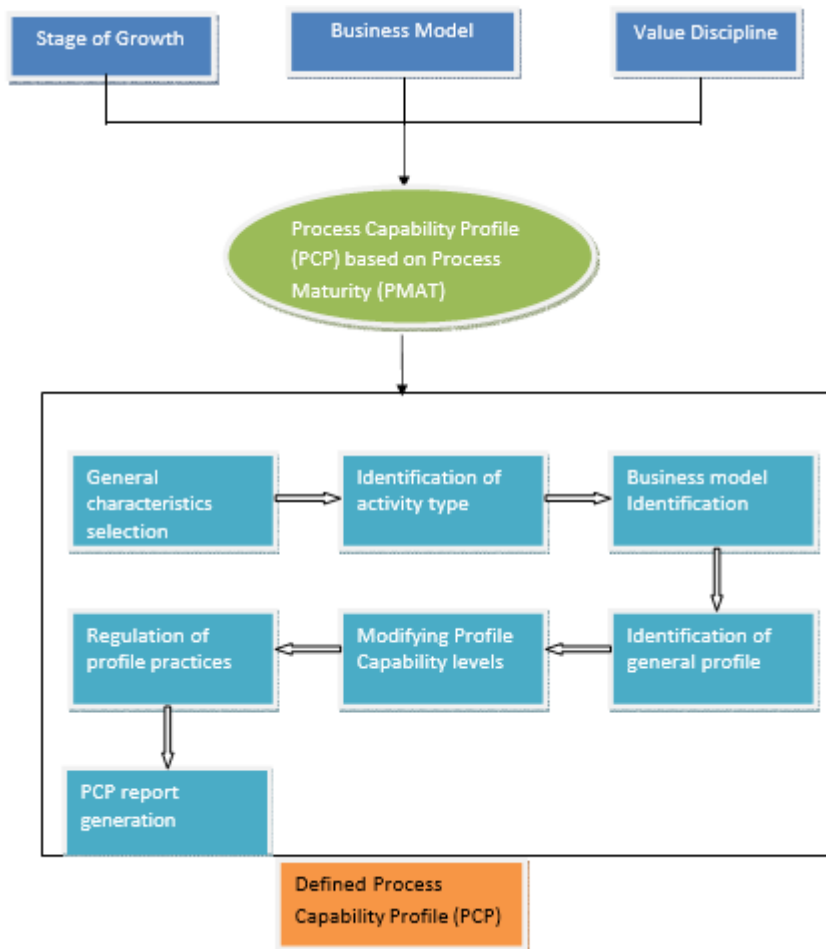 Stage of Growth
Business Model
Value Discipline
Process Capability Profile
(PCP) based on Process
Maturity (PMAT)
General
characteristics
selection
Identification of
activity type
Business model
Identification
Regulation of
profile practices
Modifying Profile
Capability levels
Identification of
general profile
PCP report
generation
Defined Process
Capability Profile (PCP)